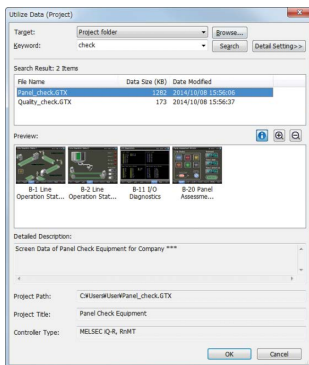 Utilize Data (Project)
Target: Project folder Browse...
Keyword: check Search Detail Setting>>
Search Result: 2 Items
File Name Data Size (KB) Date Modified
Panel_check.GTX 1282 2014/10/08 15:56:06
Quality_check.GTX 173 2014/10/08 15:56:37
Preview:
B-1 Line Operation Stat... B-2 Line Operation Stat... B-11 I/O Diagnostics B-20 Panel Assessme...
Detailed Description:
Screen Data of Panel Check Equipment for Company ***
Project Path: C:¥Users¥User¥Panel_check.GTX
Project Title: Panel Check Equipment
Controller Type: MELSEC iQ-R, RnMT
OK Cancel